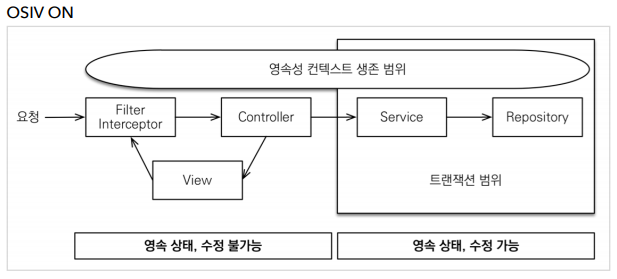 OSIV ON
영속성 컨텍스트 생존 범위
요청
Filter
Interceptor
Controller
Service
Repository
View
트랜잭션 범위
영속 상태, 수정 불가능
영속 상태, 수정 가능